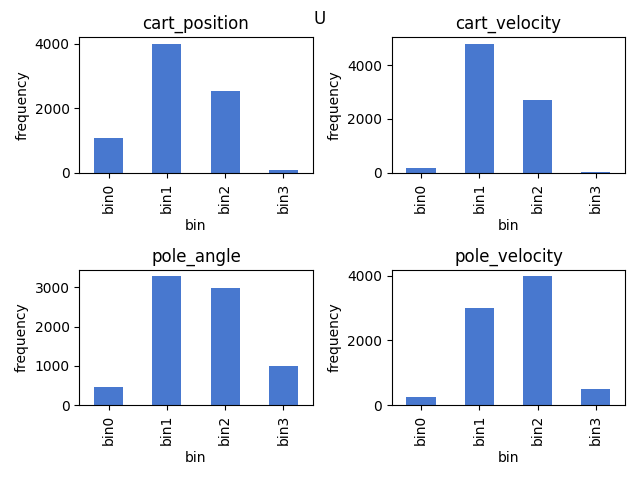 U
cart_position
frequency
4000
2000
0
bin0 bin1 bin2 bin3
bin
cart_velocity
frequency
4000
2000
0
bin0 bin1 bin2 bin3
bin
pole_angle
frequency
3000
2000
1000
0
bin0 bin1 bin2 bin3
bin
pole_velocity
frequency
4000
2000
0
bin0 bin1 bin2 bin3
bin